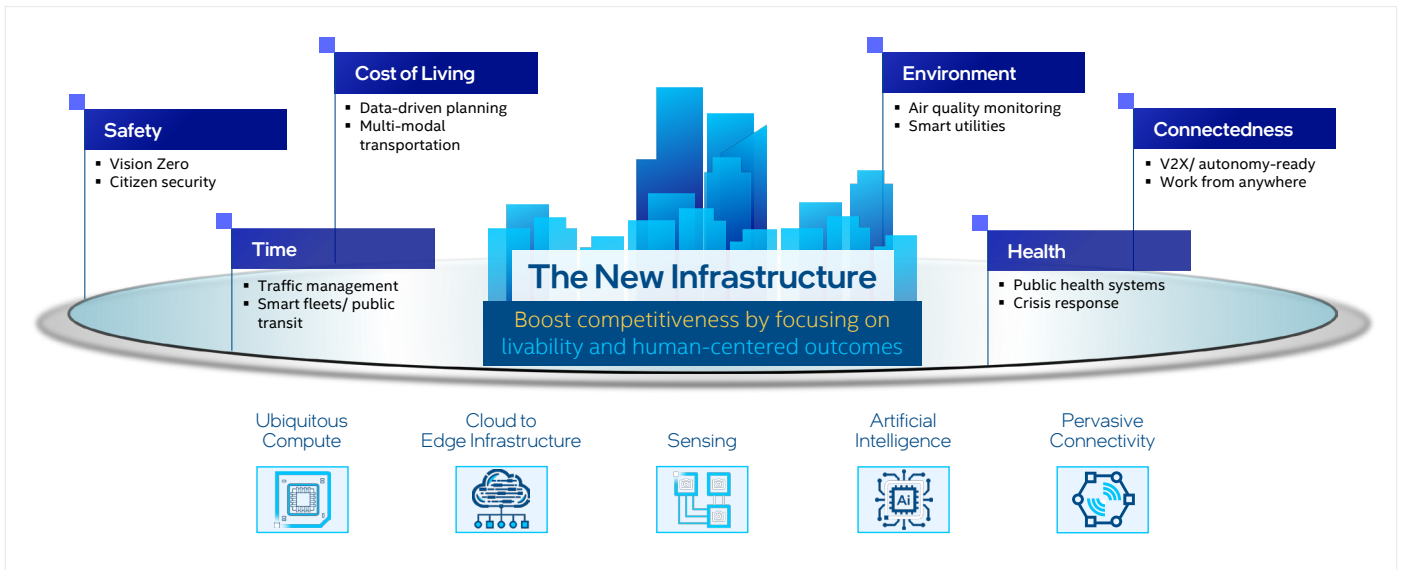 Safety
▪ Vision Zero
▪ Citizen security
Cost of Living
▪ Data-driven planning
▪ Multi-modal
transportation
Time
▪ Traffic management
▪ Smart fleets/ public
transit
Environment
▪ Air quality monitoring
▪ Smart utilities
Connectedness
▪ V2X/ autonomy-ready
▪ Work from anywhere
Health
▪ Public health systems
▪ Crisis response
The New Infrastructure
Boost competitiveness by focusing on
livability and human-centered outcomes
Ubiquitous
Compute
Cloud to
Edge Infrastructure
Sensing
Artificial
Intelligence
Ai
Pervasive
Connectivity